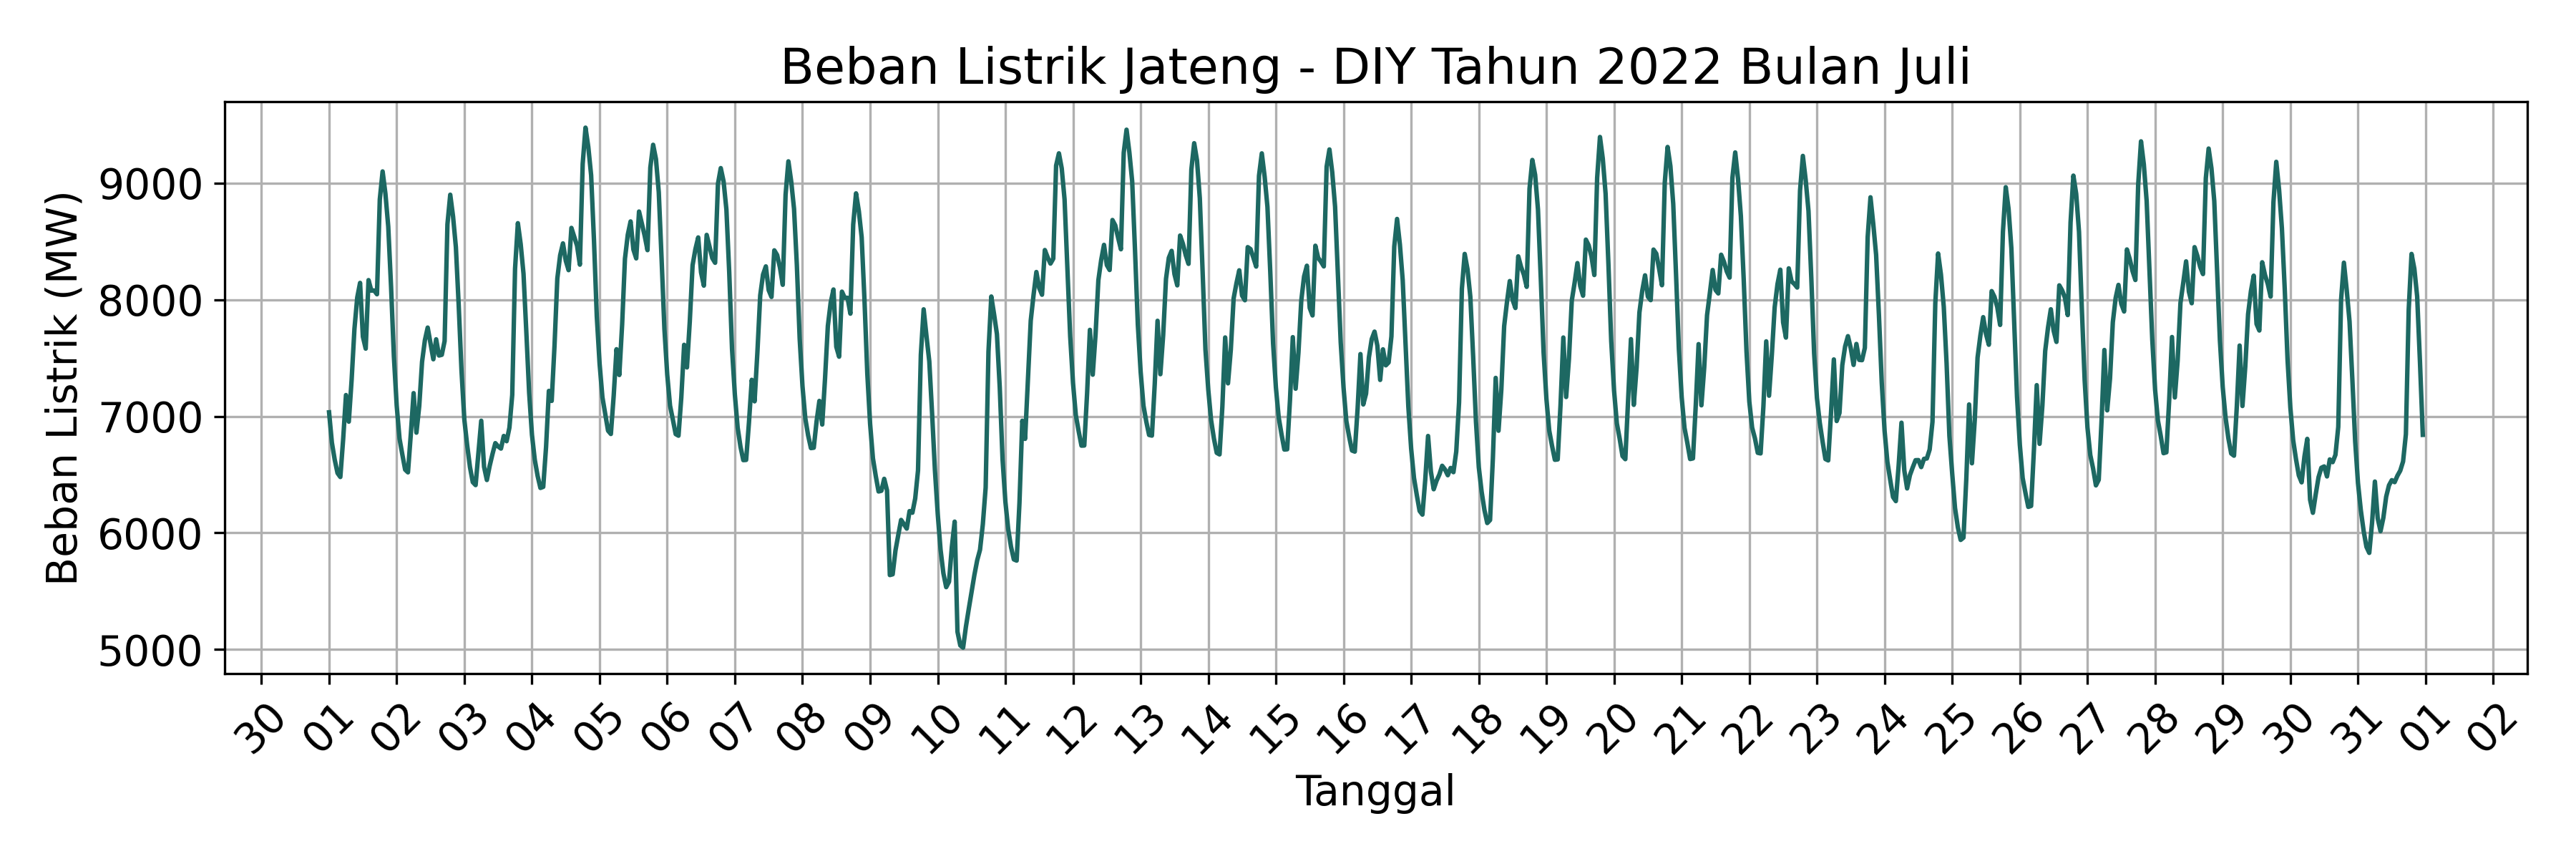 Beban Listrik Jateng - DIY Tahun 2022 Bulan Juli
Beban Listrik (MW)
9000
8000
7000
6000
5000
30 01 02 03 04 05 06 07 08 09 10 11 12 13 14 15 16 17 18 19 20 21 22 23 24 25 26 27 28 29 30 31 01 02
Tanggal